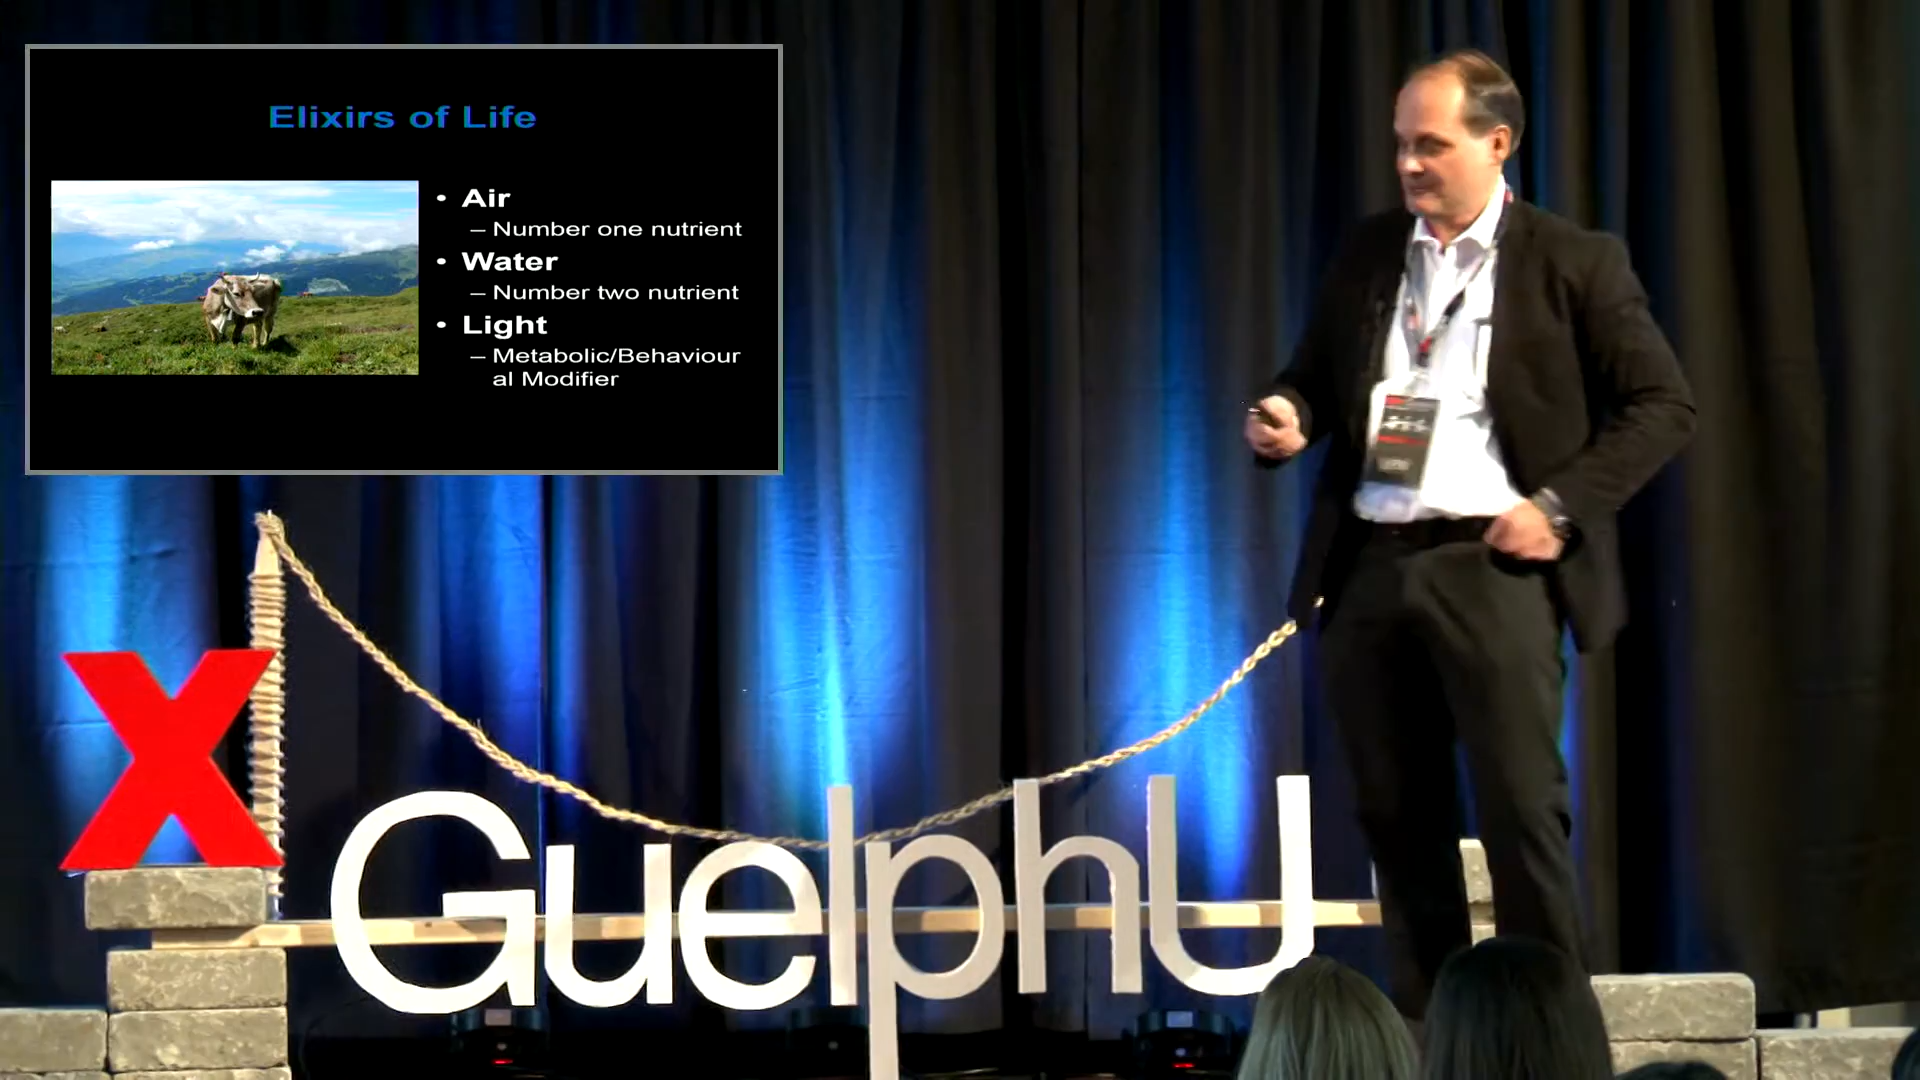 Elixirs of Life
• Air
– Number one nutrient
• Water
– Number two nutrient
• Light
– Metabolic/Behaviour
al Modifier
x GuelphU